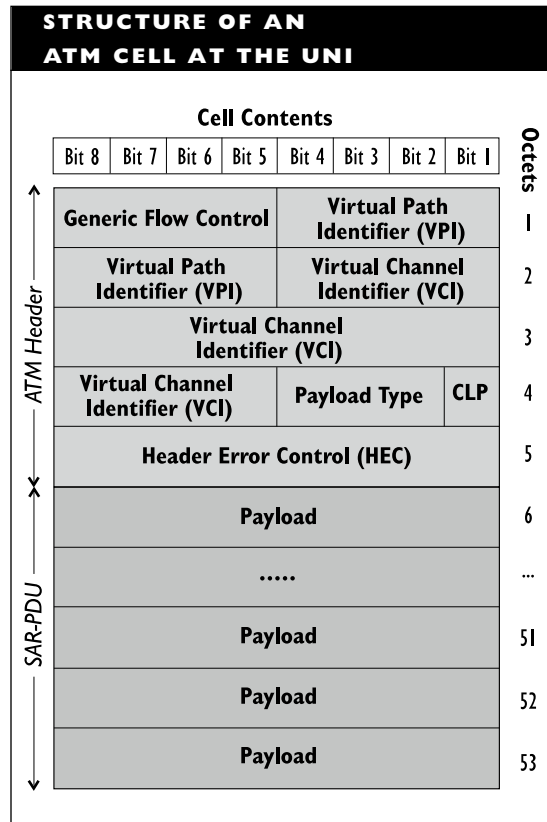 STRUCTURE OF AN
ATM CELL AT THE UNI
Cell Contents
Octets
Bit 8 Bit 7 Bit 6 Bit 5 Bit 4 Bit 3 Bit 2 Bit 1
ATM Header
Generic Flow Control
Virtual Path
Identifier (VPI)
1
Virtual Path
Identifier (VPI)
Virtual Channel
Identifier (VCI)
2
Virtual Channel
Identifier (VCI)
3
Virtual Channel
Identifier (VCI)
Payload Type
CLP
4
Header Error Control (HEC)
5
SAR-PDU
Payload
6
.....
...
Payload
51
Payload
52
Payload
53